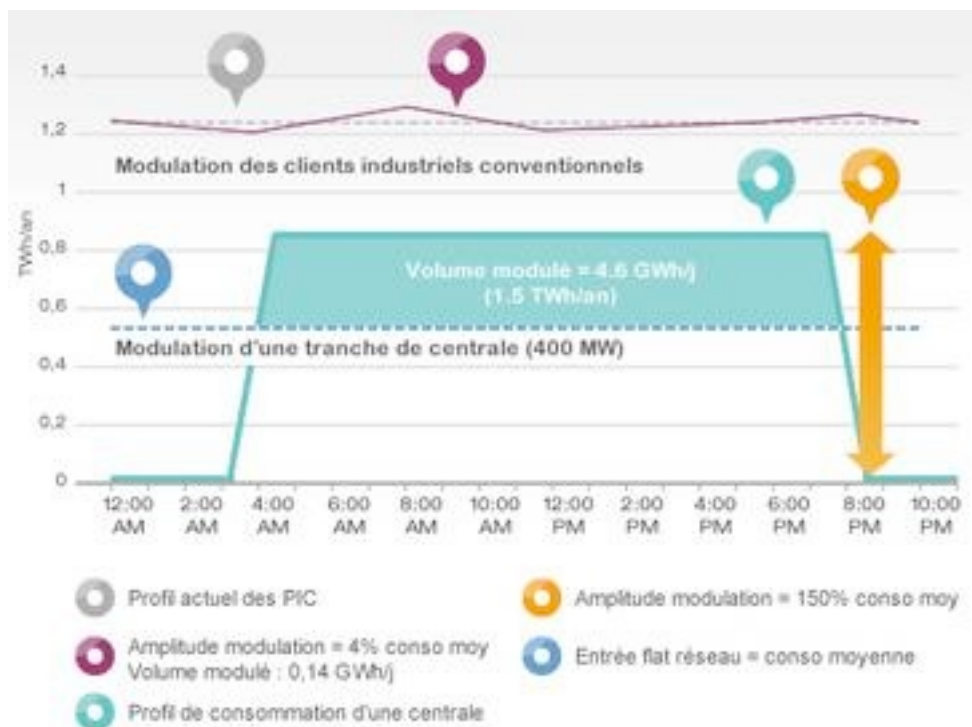 1,4
1.2
1
0.8
0.6
0.4
0.2
0
TWh/an
Modulation des clients industriels conventionnels
Volume modulé = 4.6 GWh/j
(1.5 TWh/an)
Modulation d'une tranche de centrale (400 MW)
12:00 AM
2:00 AM
4:00 AM
6:00 AM
8:00 AM
10:00 AM
12:00 PM
2:00 PM
4:00 PM
6:00 PM
8:00 PM
10:00 PM
Profil actuel des PIC
Amplitude modulation = 4% conso moy
Volume modulé : 0,14 GWh/j
Profil de consommation d'une centrale
Amplitude modulation = 150% conso moy
Entrée flat réseau = conso moyenne